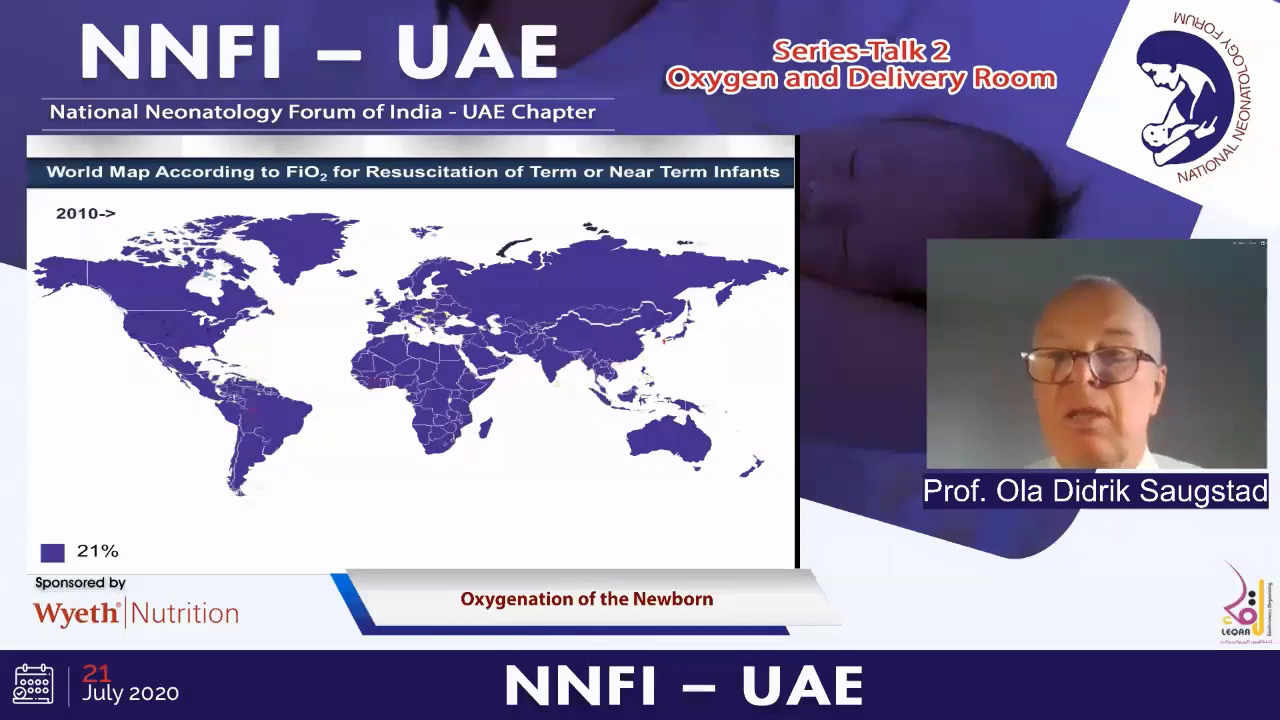 NNFI – UAE
National Neonatology Forum of India - UAE Chapter
Series-Talk 2
Oxygen and Delivery Room
NATIONAL NEONATOLOGY FORUM
World Map According to FiO₂ for Resuscitation of Term or Near Term Infants
2010->
21%
Prof. Ola Didrik Saugstad
Sponsored by
Wyeth® | Nutrition
Oxygenation of the Newborn
LEQAA
21
July 2020
NNFI – UAE